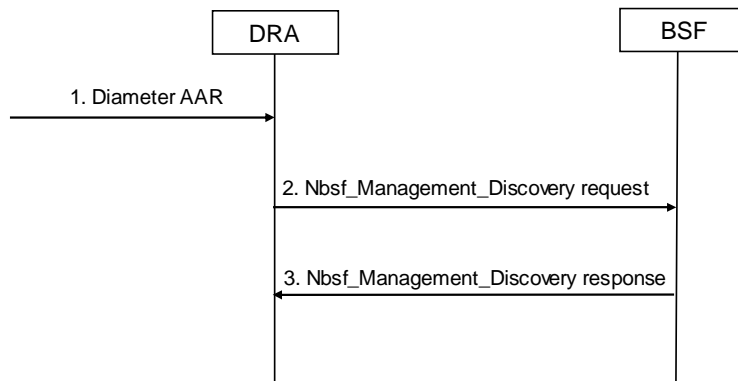 DRA
BSF
1. Diameter AAR
2. Nbsf_Management_Discovery request
3. Nbsf_Management_Discovery response